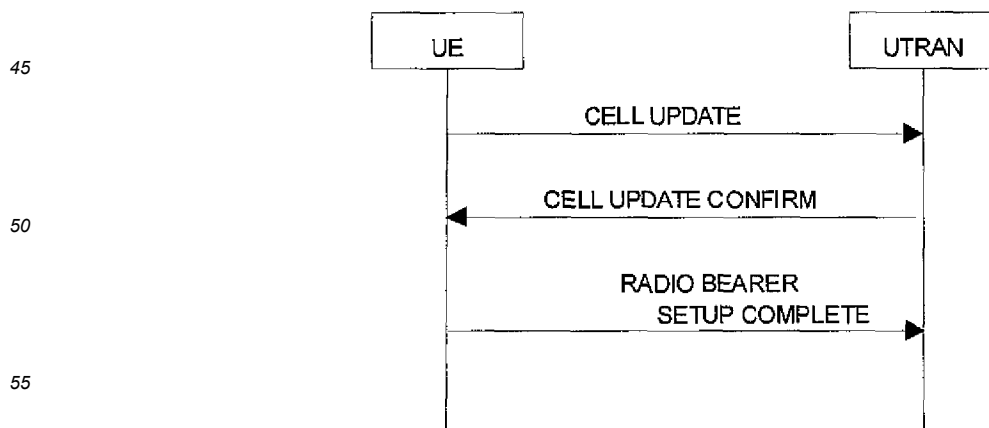 UE UTRAN
45
CELL UPDATE
CELL UPDATE CONFIRM
50
RADIO BEARER
SETUP COMPLETE
55